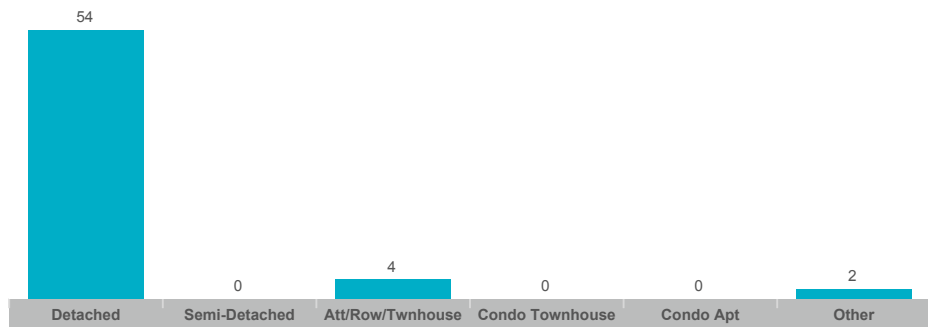 54
0
4
0
0
2
Detached
Semi-Detached
Att/Row/Twnhouse
Condo Townhouse
Condo Apt
Other